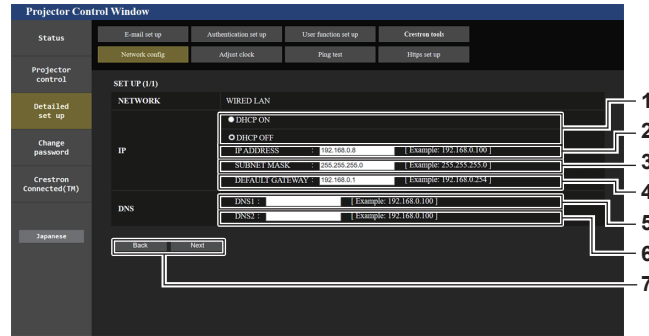 Projector Control Window
Status
E-mail set up
Authentication set up
User function set up
Crestron tools
Network config
Adjust clock
Ping test
Https set up
Projector
control
Detailed
set up
Change
password
Crestron
Connected(TM)
Japanese
SET UP (1/1)
NETWORK
WIRED LAN
IP
DHCP ON
DHCP OFF
IP ADDRESS : 192.168.0.8 [ Example: 192.168.0.100 ]
SUBNET MASK : 255.255.255.0 [ Example: 255.255.255.0 ]
DEFAULT GATEWAY : 192.168.0.1 [ Example: 192.168.0.254 ]
DNS
DNS1 : [ Example: 192.168.0.100 ]
DNS2 : [ Example: 192.168.0.100 ]
Back
Next
1
2
3
4
5
6
7